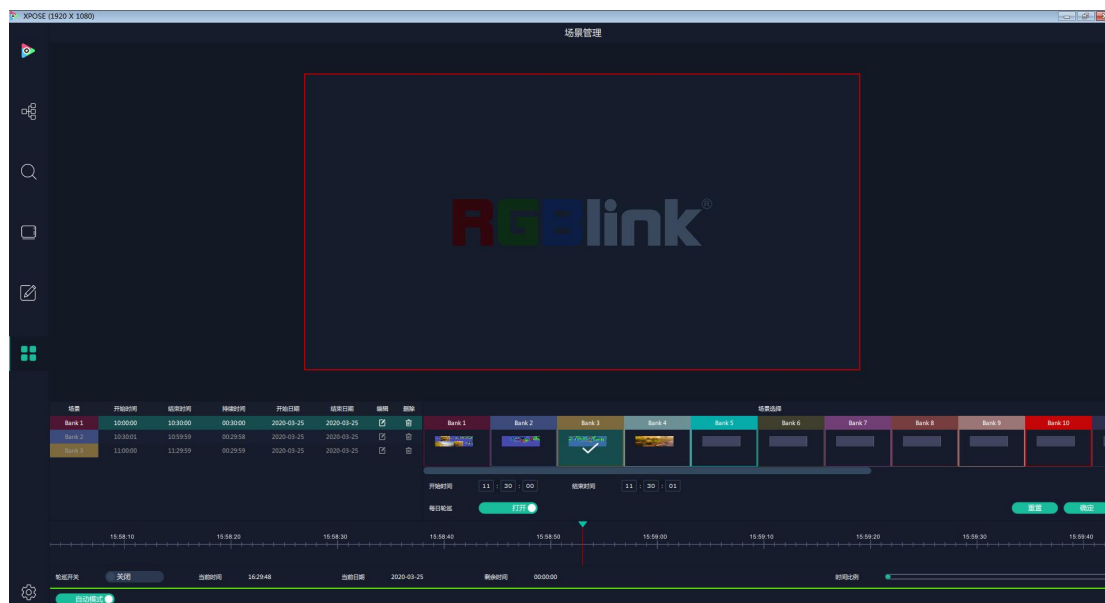 XPOSE (1920 X 1080)
场景管理
RGBlink®
场景 开始时间 结束时间 持续时间 开始日期 结束日期 编辑 删除 场景选择
Bank 1 10:00:00 10:30:00 00:30:00 2020-03-25 2020-03-25
Bank 2 10:30:01 10:59:59 00:29:58 2020-03-25 2020-03-25
Bank 3 11:00:00 11:29:59 00:29:59 2020-03-25 2020-03-25
Bank 1 Bank 2 Bank 3 Bank 4 Bank 5 Bank 6 Bank 7 Bank 8 Bank 9 Bank 10
开始时间 11 : 30 : 00 结束时间 11 : 30 : 01
每日轮巡 打开 重置 确定
15:58:10 15:58:20 15:58:30 15:58:40 15:58:50 15:59:00 15:59:10 15:59:20 15:59:30 15:59:40
轮巡开关 关闭 当前时间 16:29:48 当前日期 2020-03-25 剩余时间 00:00:00 时间比例
自动模式